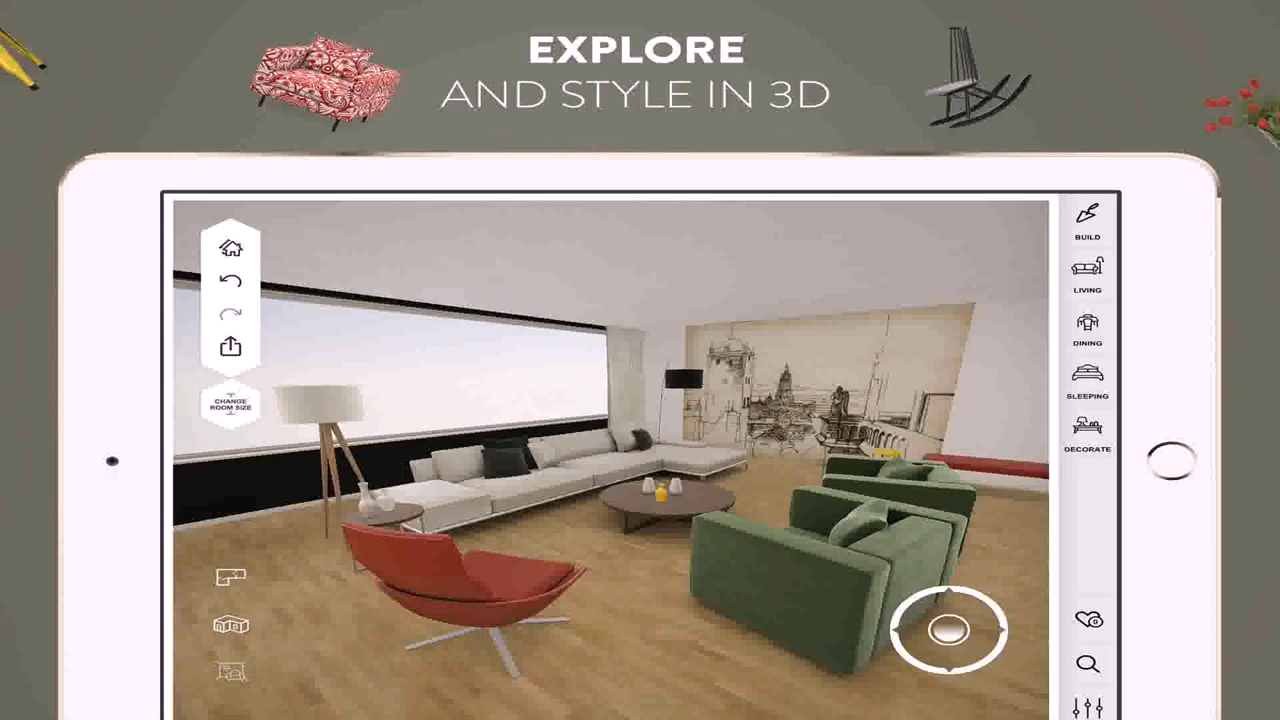 EXPLORE
AND STYLE IN 3D
BUILD
LIVING
DINING
SLEEPING
DECORATE
CHANGE
ROOM SIZE